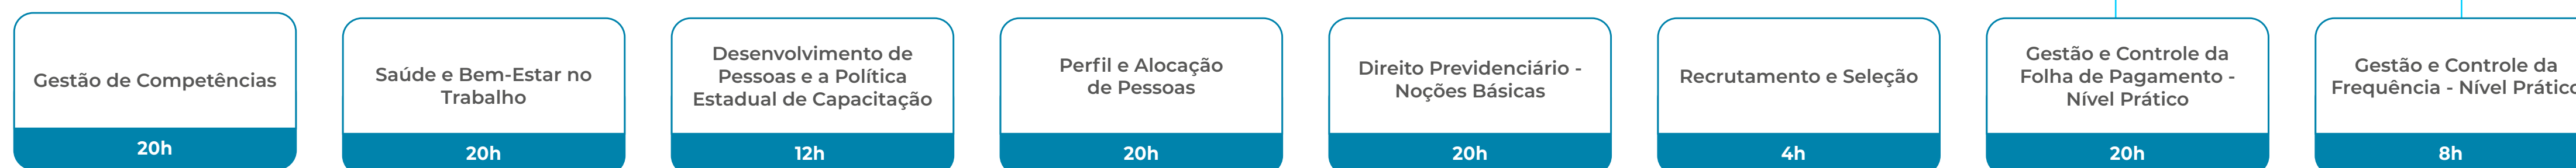 Gestão de Competências
20h
Saúde e Bem-Estar no
Trabalho
20h
Desenvolvimento de
Pessoas e a Política
Estadual de Capacitação
12h
Perfil e Alocação
de Pessoas
20h
Direito Previdenciário -
Noções Básicas
20h
Recrutamento e Seleção
4h
Gestão e Controle da
Folha de Pagamento -
Nível Prático
20h
Gestão e Controle da
Frequência - Nível Prático
8h